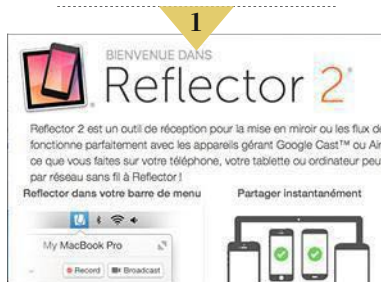 1
BIENVENUE DANS
Reflector 2
Reflector 2 est un outil de réception pour la mise en miroir ou les flux de
fonctionne parfaitement avec les appareils gérant Google Cast™ ou
ce que vous faites sur votre téléphone, votre tablette ou ordinateur
par réseau sans fil à Reflector !
Reflector dans votre barre de menu
Partager instantanément
My MacBook Pro
Record
Broadcast